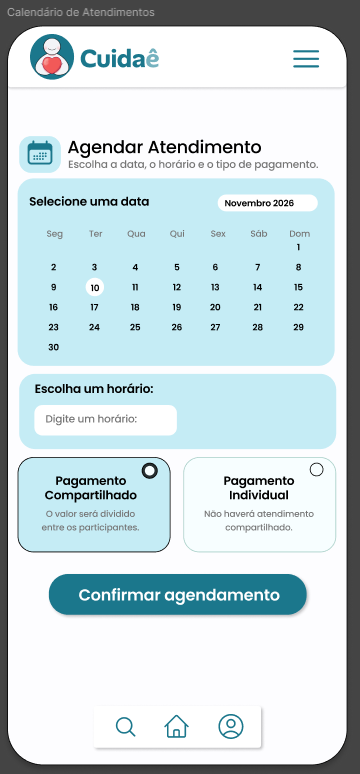 Calendário de Atendimentos
Cuidaê
Agendar Atendimento
Escolha a data, o horário e o tipo de pagamento.
Selecione uma data
Novembro 2026
Seg Ter Qua Qui Sex Sáb Dom
1
2 3 4 5 6 7 8
9 10 11 12 13 14 15
16 17 18 19 20 21 22
23 24 25 26 27 28 29
30
Escolha um horário:
Digite um horário:
Pagamento
Compartilhado
O valor será dividido
entre os participantes.
Pagamento
Individual
Não haverá atendimento
compartilhado.
Confirmar agendamento